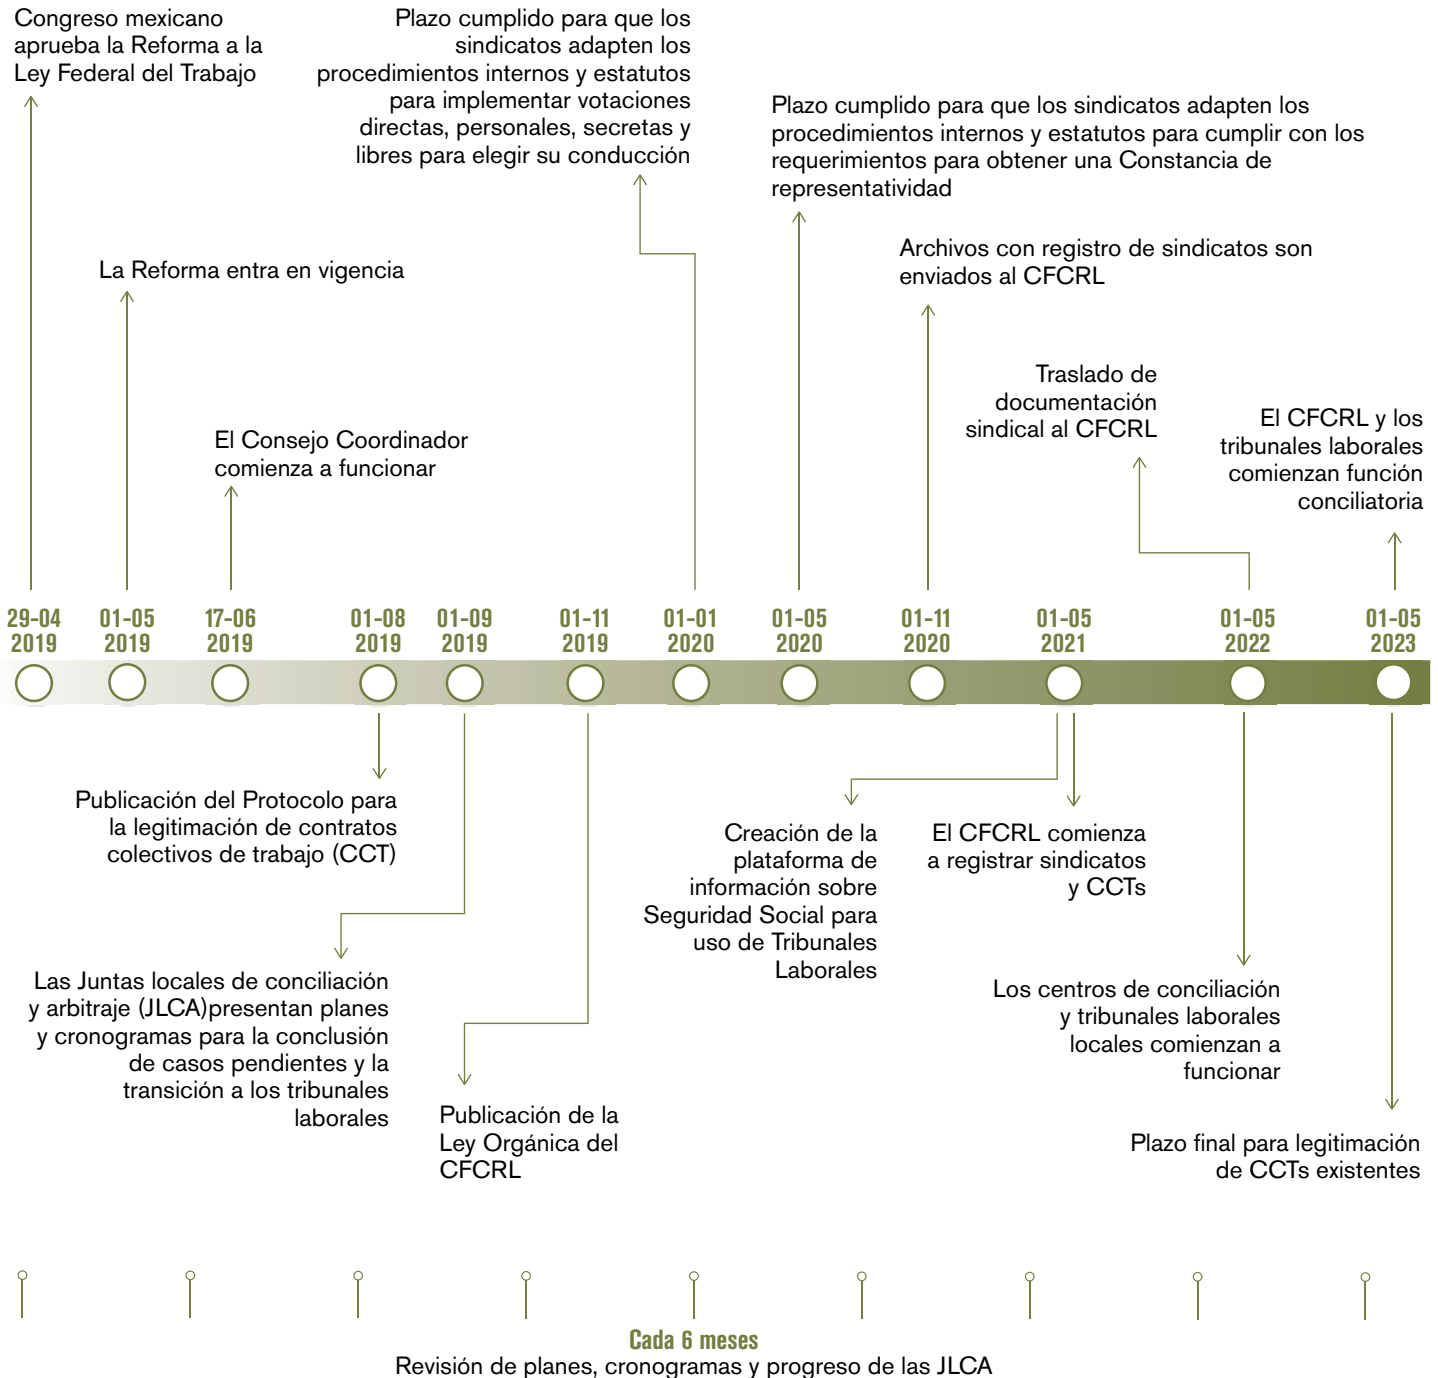 Congreso mexicano
aprueba la Reforma a la
Ley Federal del Trabajo
Plazo cumplido para que los
sindicatos adapten los
procedimientos internos y estatutos
para implementar votaciones
directas, personales, secretas y
libres para elegir su conducción
Plazo cumplido para que los sindicatos adapten los
procedimientos internos y estatutos para cumplir con los
requerimientos para obtener una Constancia de
representatividad
La Reforma entra en vigencia
Archivos con registro de sindicatos son
enviados al CFCRL
El Consejo Coordinador
comienza a funcionar
Traslado de
documentación
sindical al CFCRL
El CFCRL y los
tribunales laborales
comienzan función
conciliatoria
29-04
2019
01-05
2019
17-06
2019
01-08
2019
01-09
2019
01-11
2019
01-01
2020
01-05
2020
01-11
2020
01-05
2021
01-05
2022
01-05
2023
Publicación del Protocolo para
la legitimación de contratos
colectivos de trabajo (CCT)
Las Juntas locales de conciliación
y arbitraje (JLCA)presentan planes
y cronogramas para la conclusión
de casos pendientes y la
transición a los tribunales
laborales
Publicación de la
Ley Orgánica del
CFCRL
Creación de la
plataforma de
información sobre
Seguridad Social para
uso de Tribunales
Laborales
El CFCRL comienza
a registrar sindicatos
y CCTs
Los centros de conciliación
y tribunales laborales
locales comienzan a
funcionar
Plazo final para legitimación
de CCTs existentes
Cada 6 meses
Revisión de planes, cronogramas y progreso de las JLCA